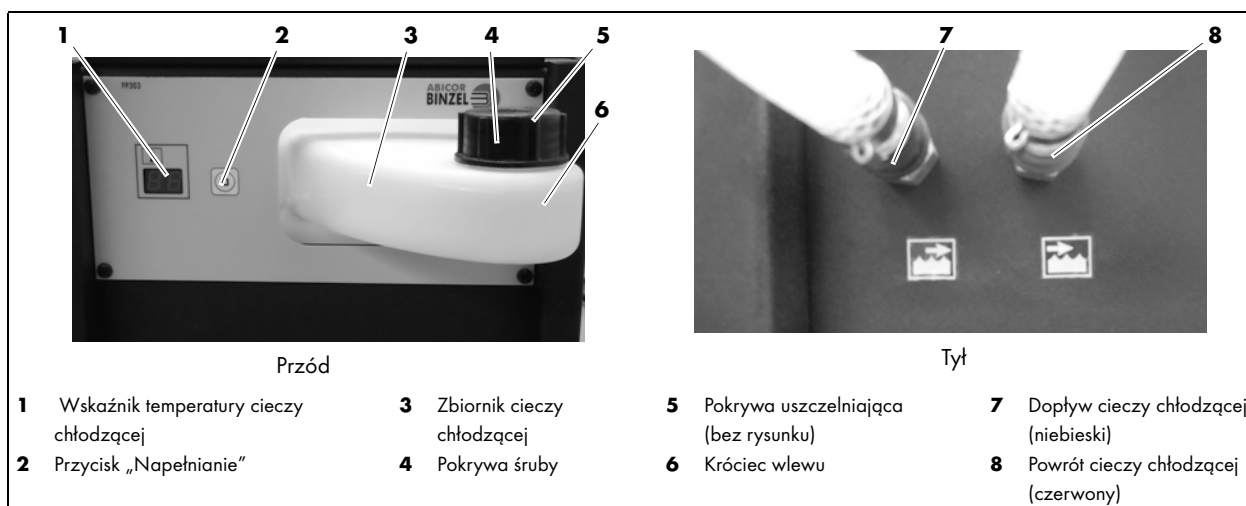 1 2 3 4 5 6 7 8
FP303
ABICOR
BINZEL
Przód
Tył
1 Wskaźnik temperatury cieczy
chłodzącej
2 Przycisk „Napełnianie”
3 Zbiornik cieczy
chłodzącej
4 Pokrywa śruby
5 Pokrywa uszczelniająca
(bez rysunku)
6 Króciec wlewu
7 Dopływ cieczy chłodzącej
(niebieski)
8 Powrót cieczy chłodzącej
(czerwony)